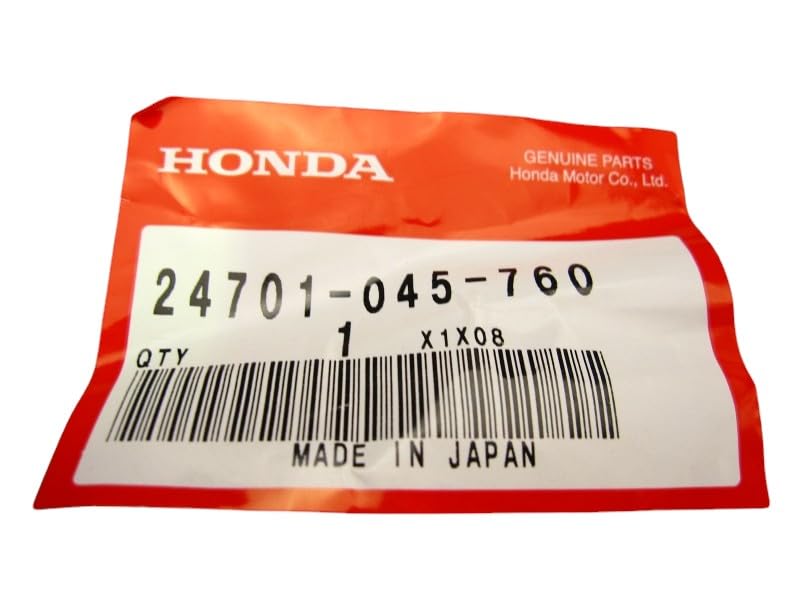 HONDA
GENUINE PARTS
Honda Motor Co., Ltd.
24701-045-760
QTY 1 X1X08
MADE IN JAPAN